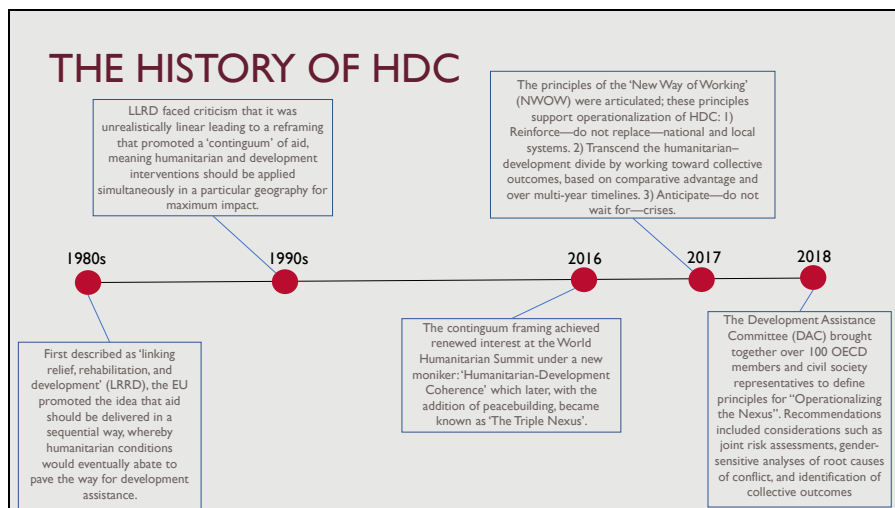 THE HISTORY OF HDC
LLRD faced criticism that it was
unrealistically linear leading to a reframing
that promoted a ‘contiguum’ of aid,
meaning humanitarian and development
interventions should be applied
simultaneously in a particular geography for
maximum impact.
The principles of the ‘New Way of Working’
(NWOW) were articulated; these principles
support operationalization of HDC: 1)
Reinforce—do not replace—national and local
systems. 2) Transcend the humanitarian–
development divide by working toward collective
outcomes, based on comparative advantage and
over multi-year timelines. 3) Anticipate—do not
wait for—crises.
1980s
1990s
2016
2017
2018
First described as ‘linking
relief, rehabilitation, and
development’ (LRRD), the EU
promoted the idea that aid
should be delivered in a
sequential way, whereby
humanitarian conditions
would eventually abate to
pave the way for development
assistance.
The contiguum framing achieved
renewed interest at the World
Humanitarian Summit under a new
moniker: ‘Humanitarian-Development
Coherence’ which later, with the
addition of peacebuilding, became
known as ‘The Triple Nexus’.
The Development Assistance
Committee (DAC) brought
together over 100 OECD
members and civil society
representatives to define
principles for “Operationalizing
the Nexus”. Recommendations
included considerations such as
joint risk assessments, gender-
sensitive analyses of root causes
of conflict, and identification of
collective outcomes